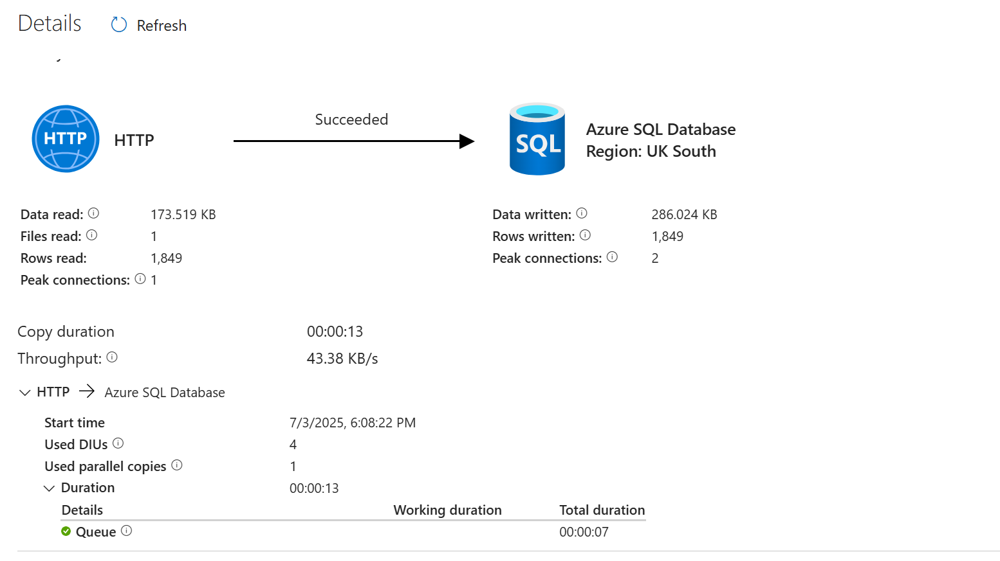 Details Refresh
HTTP HTTP Succeeded SQL Azure SQL Database
Region: UK South
Data read: 173.519 KB Data written: 286.024 KB
Files read: 1 Rows written: 1,849
Rows read: 1,849 Peak connections: 2
Peak connections: 1
Copy duration 00:00:13
Throughput: 43.38 KB/s
HTTP → Azure SQL Database
Start time 7/3/2025, 6:08:22 PM
Used DIUs 4
Used parallel copies 1
Duration 00:00:13
Details Working duration Total duration
Queue 00:00:07